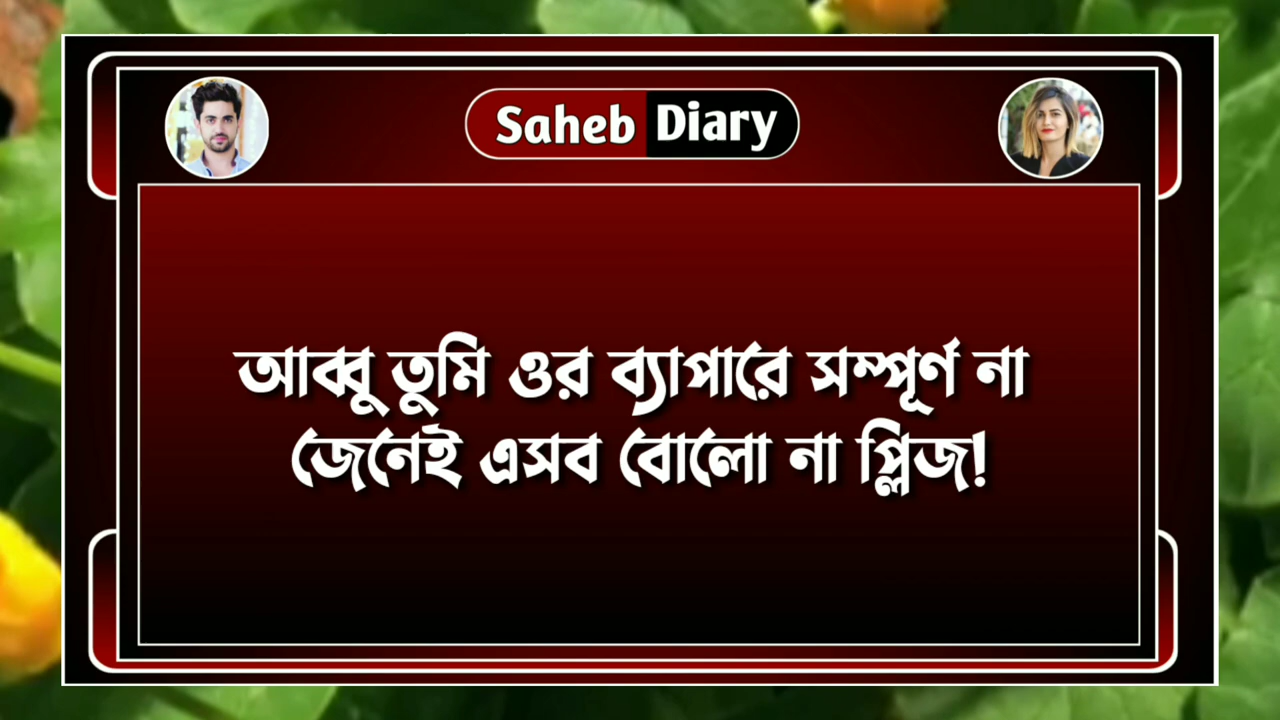 Saheb Diary
আব্বু তুমি ওর ব্যাপারে সম্পূর্ণ না
জেনেই এসব বোলো না প্লিজ!